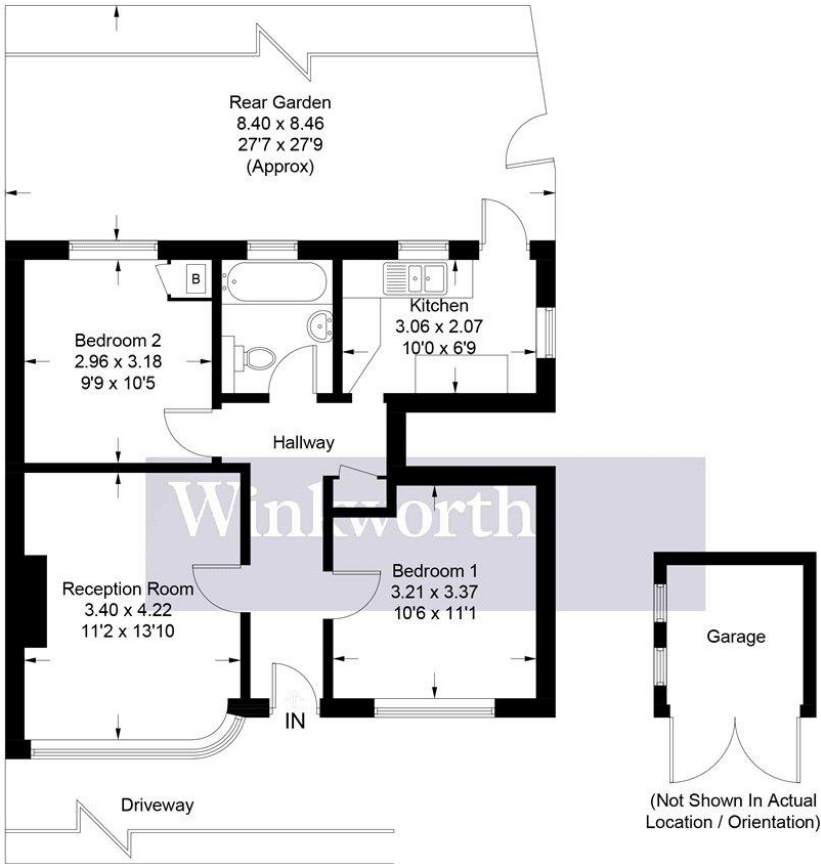 Rear Garden
8.40 x 8.46
27'7 x 27'9
(Approx)
B
Kitchen
3.06 x 2.07
10'0 x 6'9
Bedroom 2
2.96 x 3.18
9'9 x 10'5
Hallway
Winkworth
Reception Room
3.40 x 4.22
11'2 x 13'10
Bedroom 1
3.21 x 3.37
10'6 x 11'1
Garage
IN
Driveway
(Not Shown In Actual
Location / Orientation)